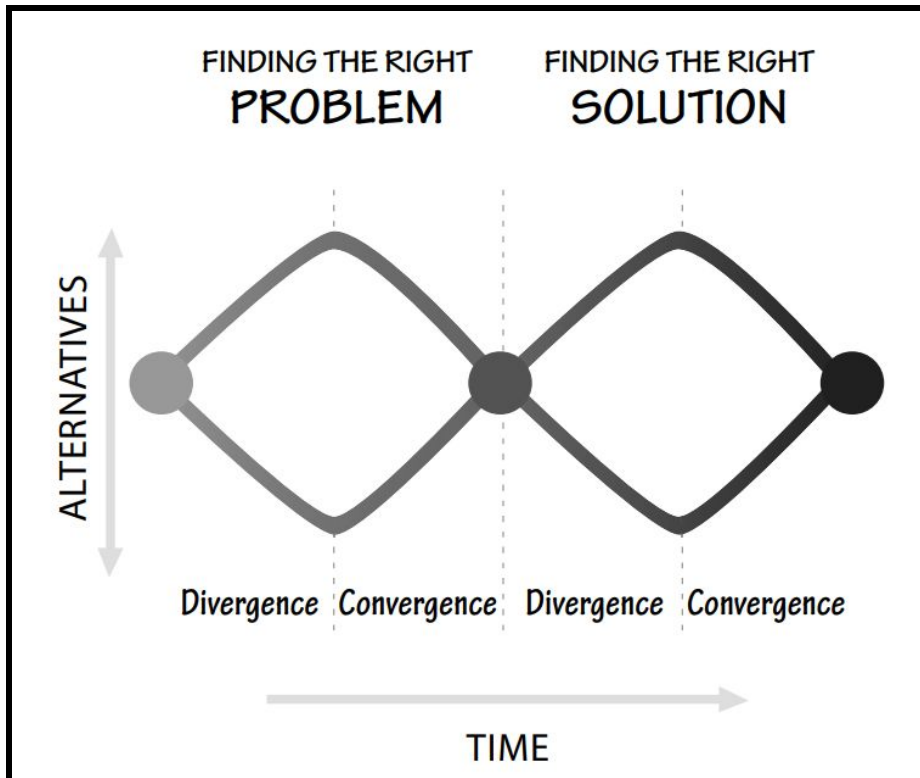 FINDING THE RIGHT
PROBLEM
FINDING THE RIGHT
SOLUTION
ALTERNATIVES
Divergence
Convergence
Divergence
Convergence
TIME